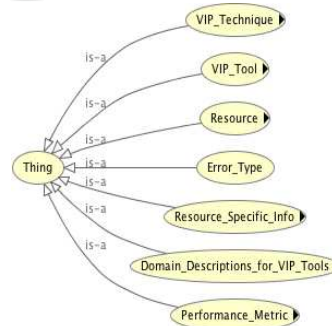 VIP_Technique
is-a
VIP_Tool
is-a
Resource
is-a
Thing
is-a
Error_Type
is-a
Resource_Specific_Info
is-a
Domain_Descriptions_for_VIP_Tools
is-a
Performance_Metric